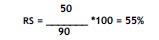 50
RS = ________ *100 = 55%
90